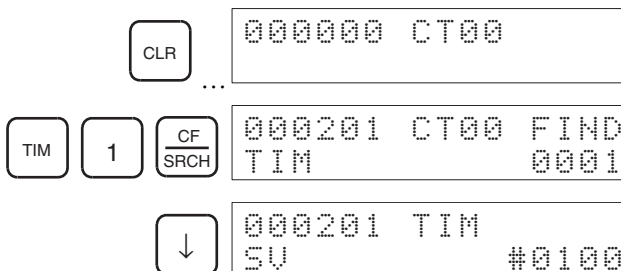 CLR ... 000000 CT00
TIM 1 CF SRCH 000201 CT00 FIND
TIM 0001
↓ 000201 TIM
SV #0100